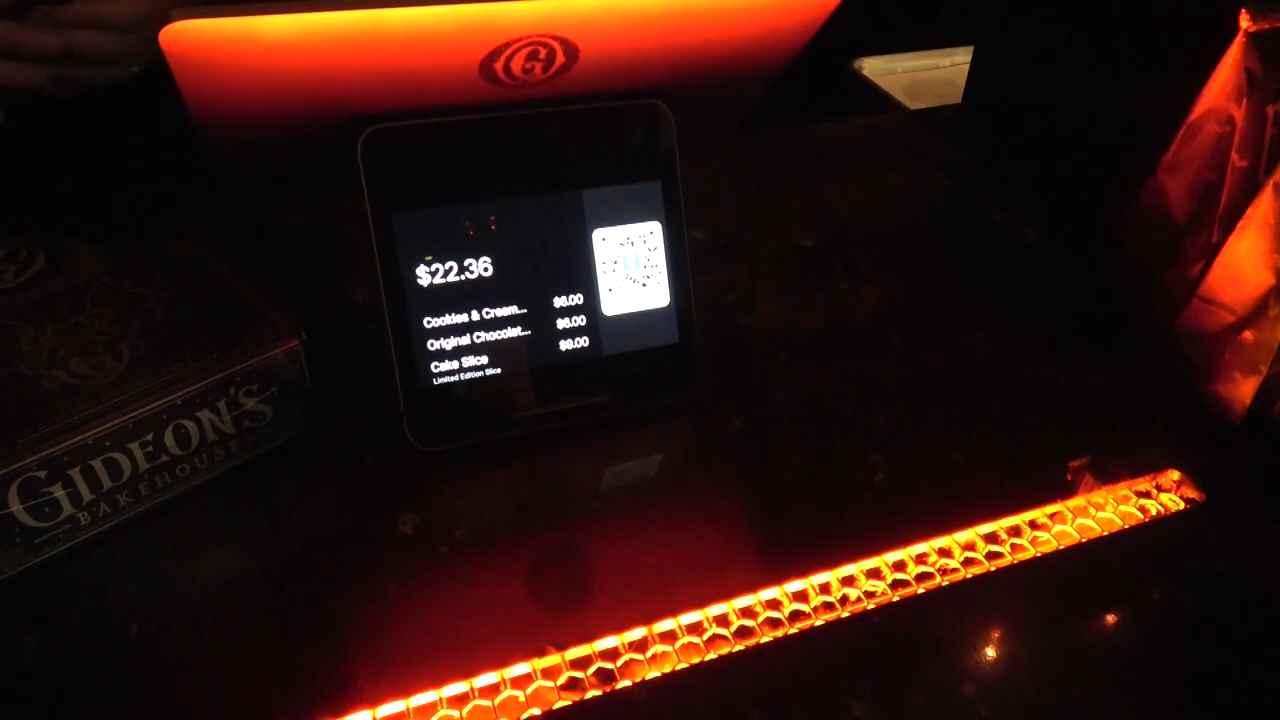 G
$22.36
Cookies & Cream... $6.00
Original Chocolat... $6.00
Cake Slice $9.00
Limited Edition Slice
GIDEON'S
BAKEHOUSE